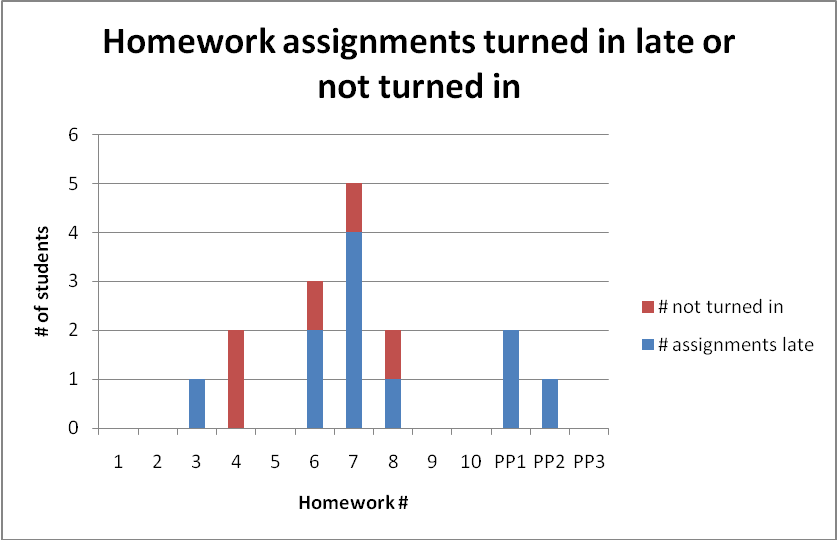 Homework assignments turned in late or
not turned in
6
5
4
3
2
1
0
# of students
1 2 3 4 5 6 7 8 9 10 PP1 PP2 PP3
Homework #
# not turned in
# assignments late